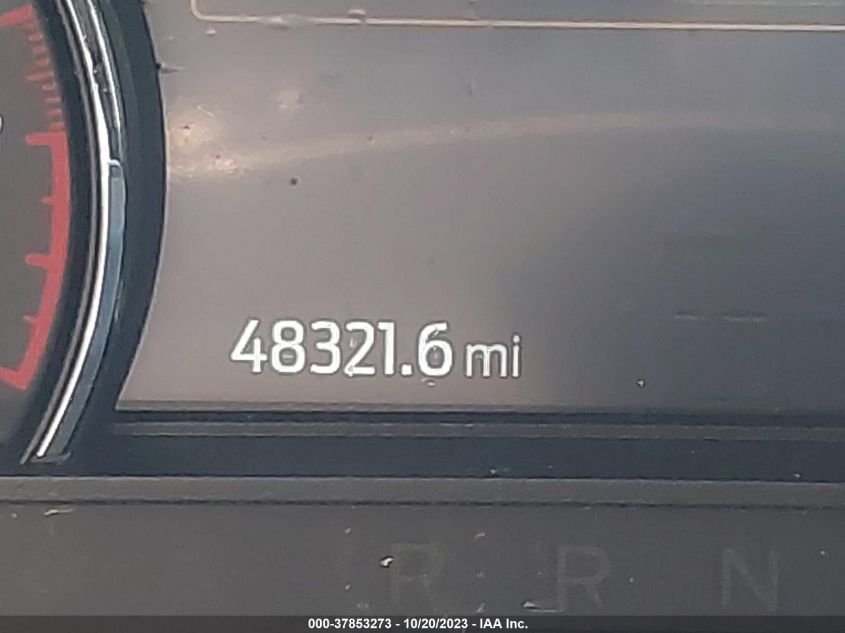 48321.6 mi
R R N
000-37853273 - 10/20/2023 - IAA Inc.